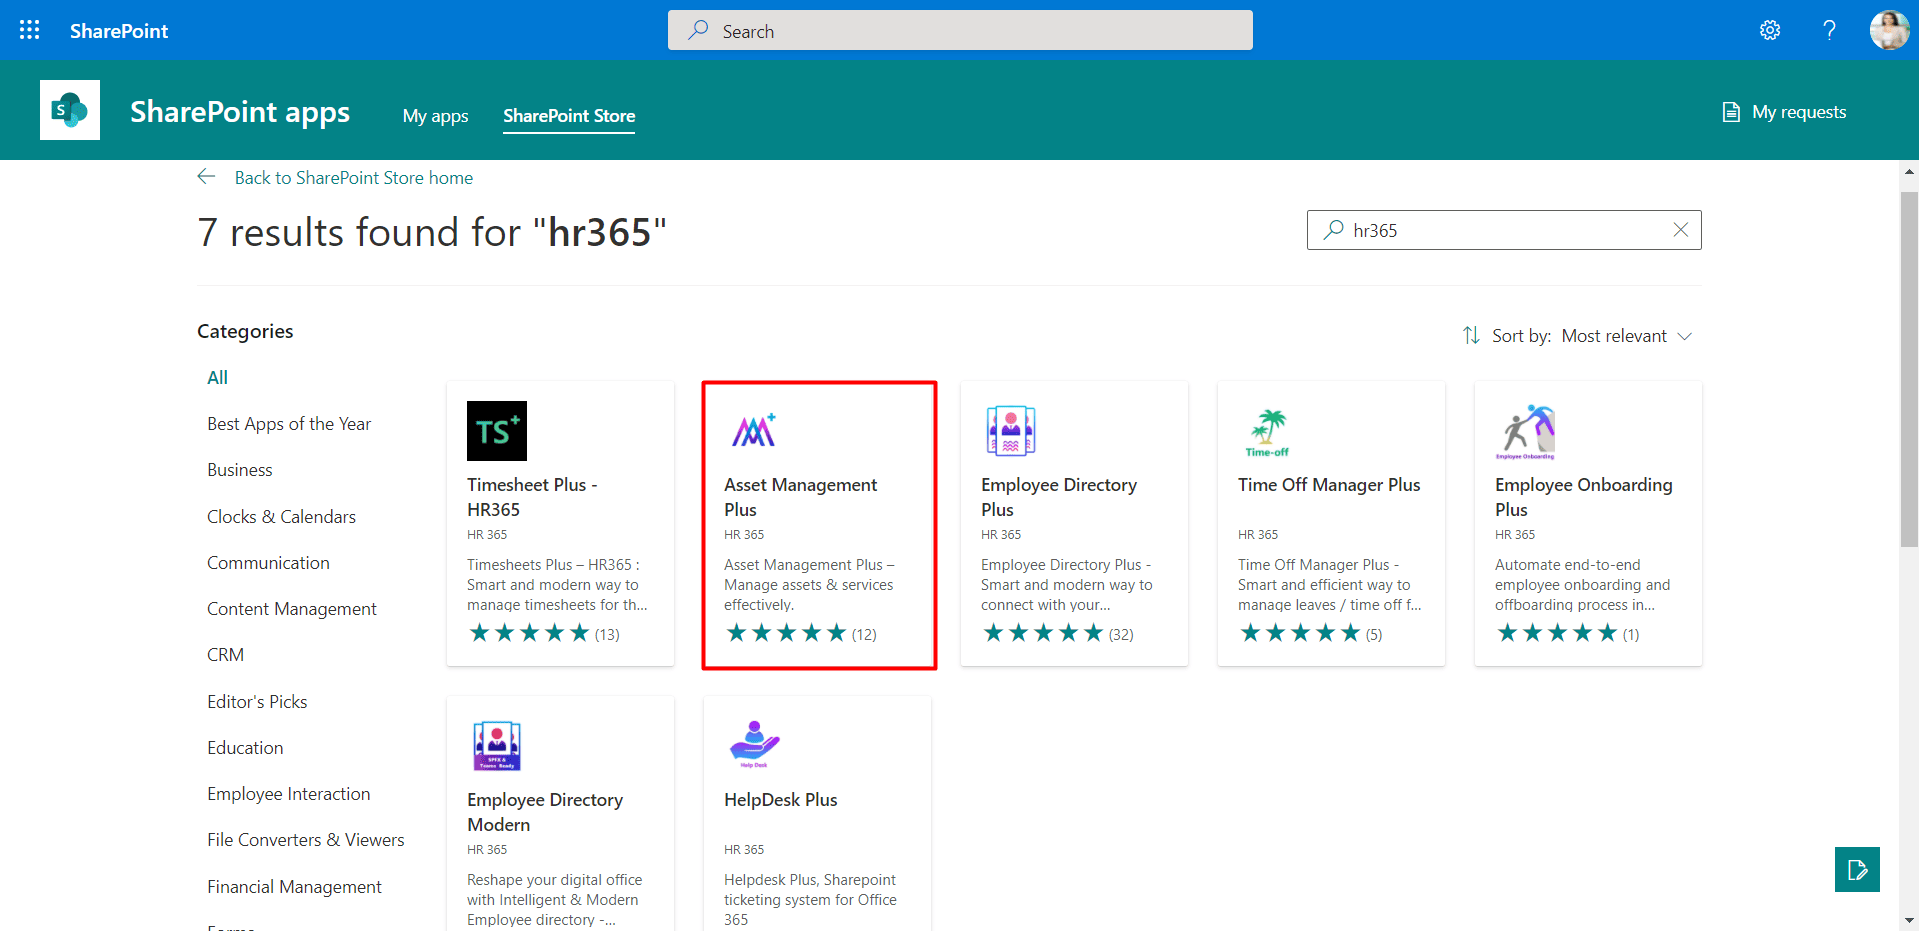 SharePoint
Search
?
S
SharePoint apps
My apps
SharePoint Store
My requests
Back to SharePoint Store home
7 results found for "hr365"
hr365
Categories
Sort by: Most relevant
All
Best Apps of the Year
Business
Clocks & Calendars
Communication
Content Management
CRM
Editor's Picks
Education
Employee Interaction
File Converters & Viewers
Financial Management
TS+
Timesheet Plus -
HR365
HR 365
Timesheets Plus – HR365 :
Smart and modern way to
manage timesheets for th...
(13)
Asset Management
Plus
HR 365
Asset Management Plus –
Manage assets & services
effectively.
(12)
Employee Directory
Plus
HR 365
Employee Directory Plus -
Smart and modern way to
connect with your...
(32)
Time-off
Time Off Manager Plus
HR 365
Time Off Manager Plus -
Smart and efficient way to
manage leaves / time off f...
(5)
Employee Onboarding
Employee Onboarding
Plus
HR 365
Automate end-to-end
employee onboarding and
offboarding process in...
(1)
SPFX &
Teams Ready
Employee Directory
Modern
HR 365
Reshape your digital office
with Intelligent & Modern
Employee directory -...
Help Desk
HelpDesk Plus
HR 365
Helpdesk Plus, Sharepoint
ticketing system for Office
365